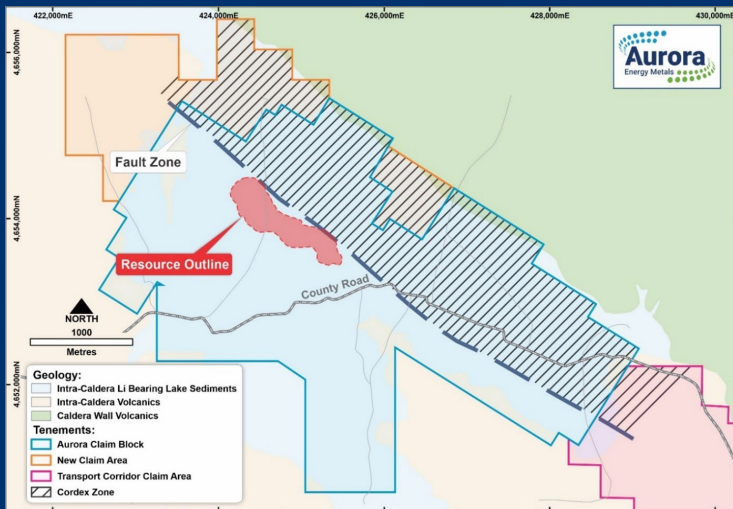 422,000mE 424,000mE 426,000mE 428,000mE 430,000mE
4,656,000mN
4,654,000mN
4,652,000mN
Aurora
Energy Metals
Fault Zone
Resource Outline
County Road
NORTH
1000
Metres
Geology:
Intra-Caldera Li Bearing Lake Sediments
Intra-Caldera Volcanics
Caldera Wall Volcanics
Tenements:
Aurora Claim Block
New Claim Area
Transport Corridor Claim Area
Cordex Zone